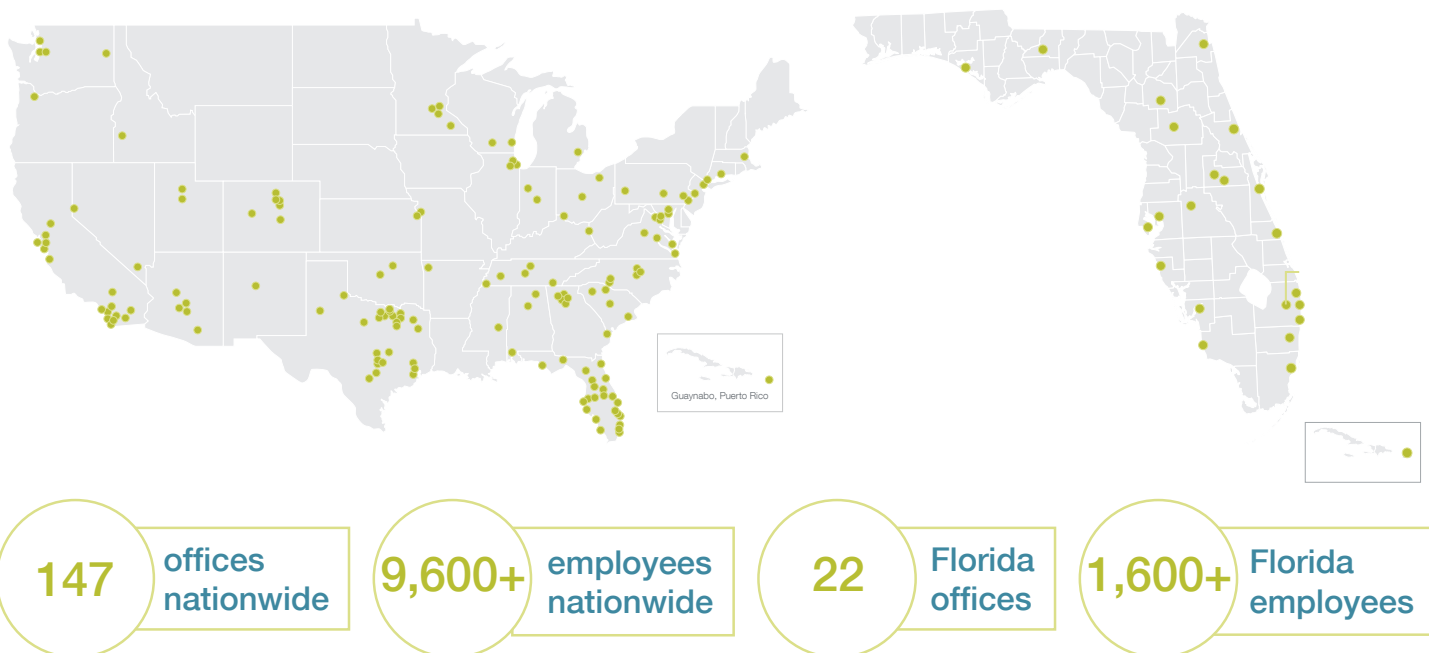 Guaynabo, Puerto Rico
147
offices
nationwide
9,600+
employees
nationwide
22
Florida
offices
1,600+
Florida
employees